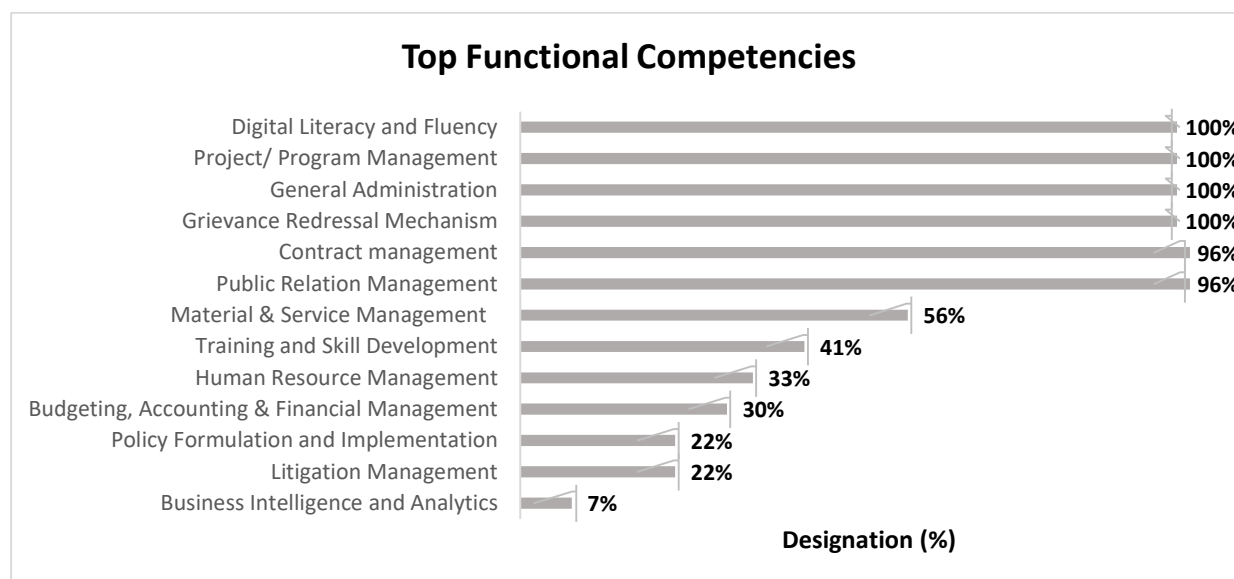 Top Functional Competencies
Digital Literacy and Fluency 100%
Project/ Program Management 100%
General Administration 100%
Grievance Redressal Mechanism 100%
Contract management 96%
Public Relation Management 96%
Material & Service Management 56%
Training and Skill Development 41%
Human Resource Management 33%
Budgeting, Accounting & Financial Management 30%
Policy Formulation and Implementation 22%
Litigation Management 22%
Business Intelligence and Analytics 7%
Designation (%)